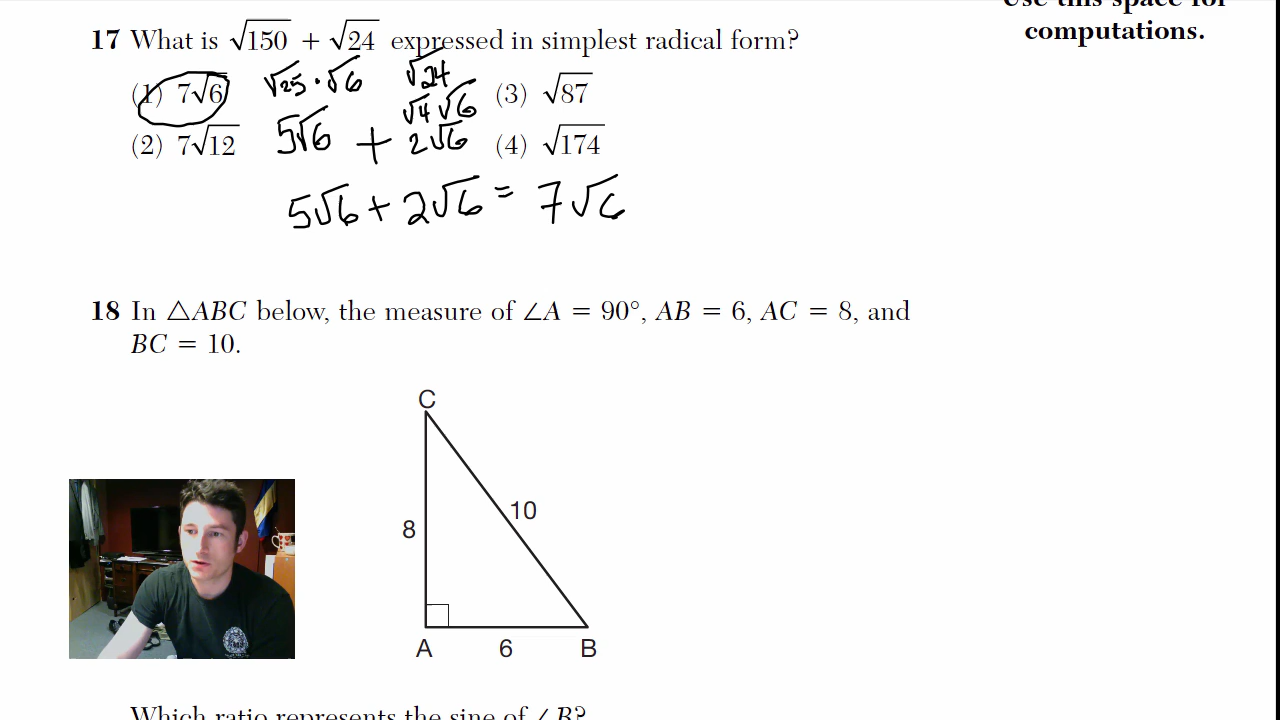 Use this space for
computations.
17 What is √150 + √24 expressed in simplest radical form?
(1) 7√6 √25 · √6 √24 (3) √87
√4 √6
(2) 7√12 5√6 + 2√6 (4) √174
5√6 + 2√6 = 7√6
18 In △ABC below, the measure of ∠A = 90°, AB = 6, AC = 8, and
BC = 10.
C
10
8
A 6 B
Which ratio represents the sine of ∠B?